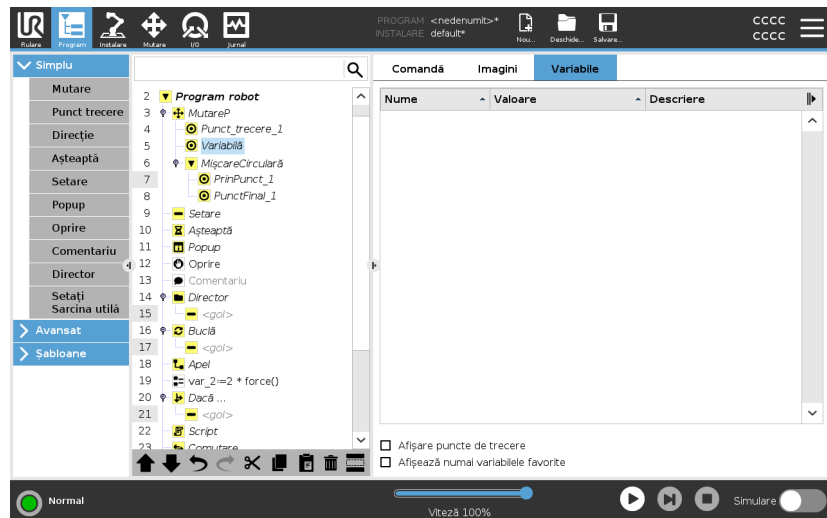 PROGRAM <nedenumit>*
INSTALARE default*
Rulare
Program
Instalare
Mutare
I/O
Jurnal
Nou...
Deschide...
Salvare...
CCCC
CCCC
Simplu
Mutare
Punct trecere
Direcție
Așteaptă
Setare
Popup
Oprire
Comentariu
Director
Setați
Sarcina utilă
Avansat
Șabloane
2 Program robot
3 MutareP
4 Punct_trecere_1
5 Variabilă
6 MișcareCirculară
7 PrinPunct_1
8 PunctFinal_1
9 Setare
10 Așteaptă
11 Popup
12 Oprire
13 Comentariu
14 Director
15 <gol>
16 Buclă
17 <gol>
18 Apel
19 var_2≔2 * force()
20 Dacă ...
21 <gol>
22 Script
23 Comutare
Comandă
Imagini
Variabile
Nume
Valoare
Descriere
Afișare puncte de trecere
Afișează numai variabilele favorite
Normal
Viteză 100%
Simulare